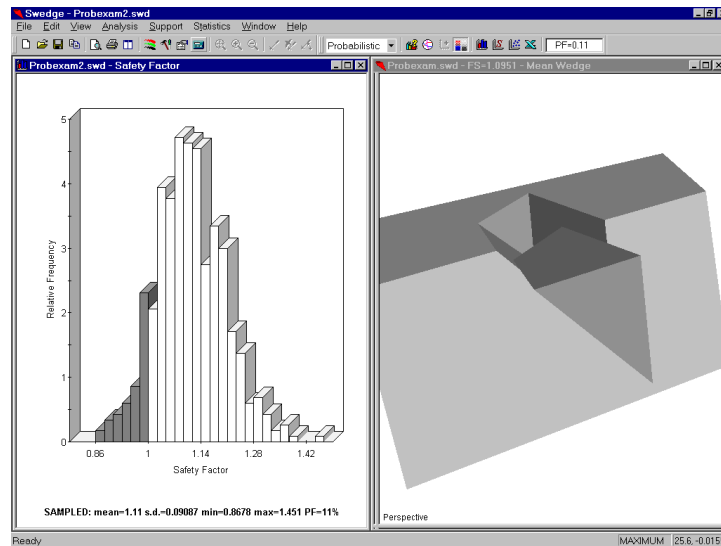 Swedge - Probexam2.swd
File Edit View Analysis Support Statistics Window Help
Probabilistic PF=0.11
Probexam2.swd - Safety Factor
Probexam.swd - FS=1.0951 - Mean Wedge
5
4
3
2
1
0
Relative Frequency
0.86 1 1.14 1.28 1.42
Safety Factor
SAMPLED: mean=1.11 s.d.=0.09087 min=0.8678 max=1.451 PF=11%
Perspective
Ready MAXIMUM 25.6, -0.015